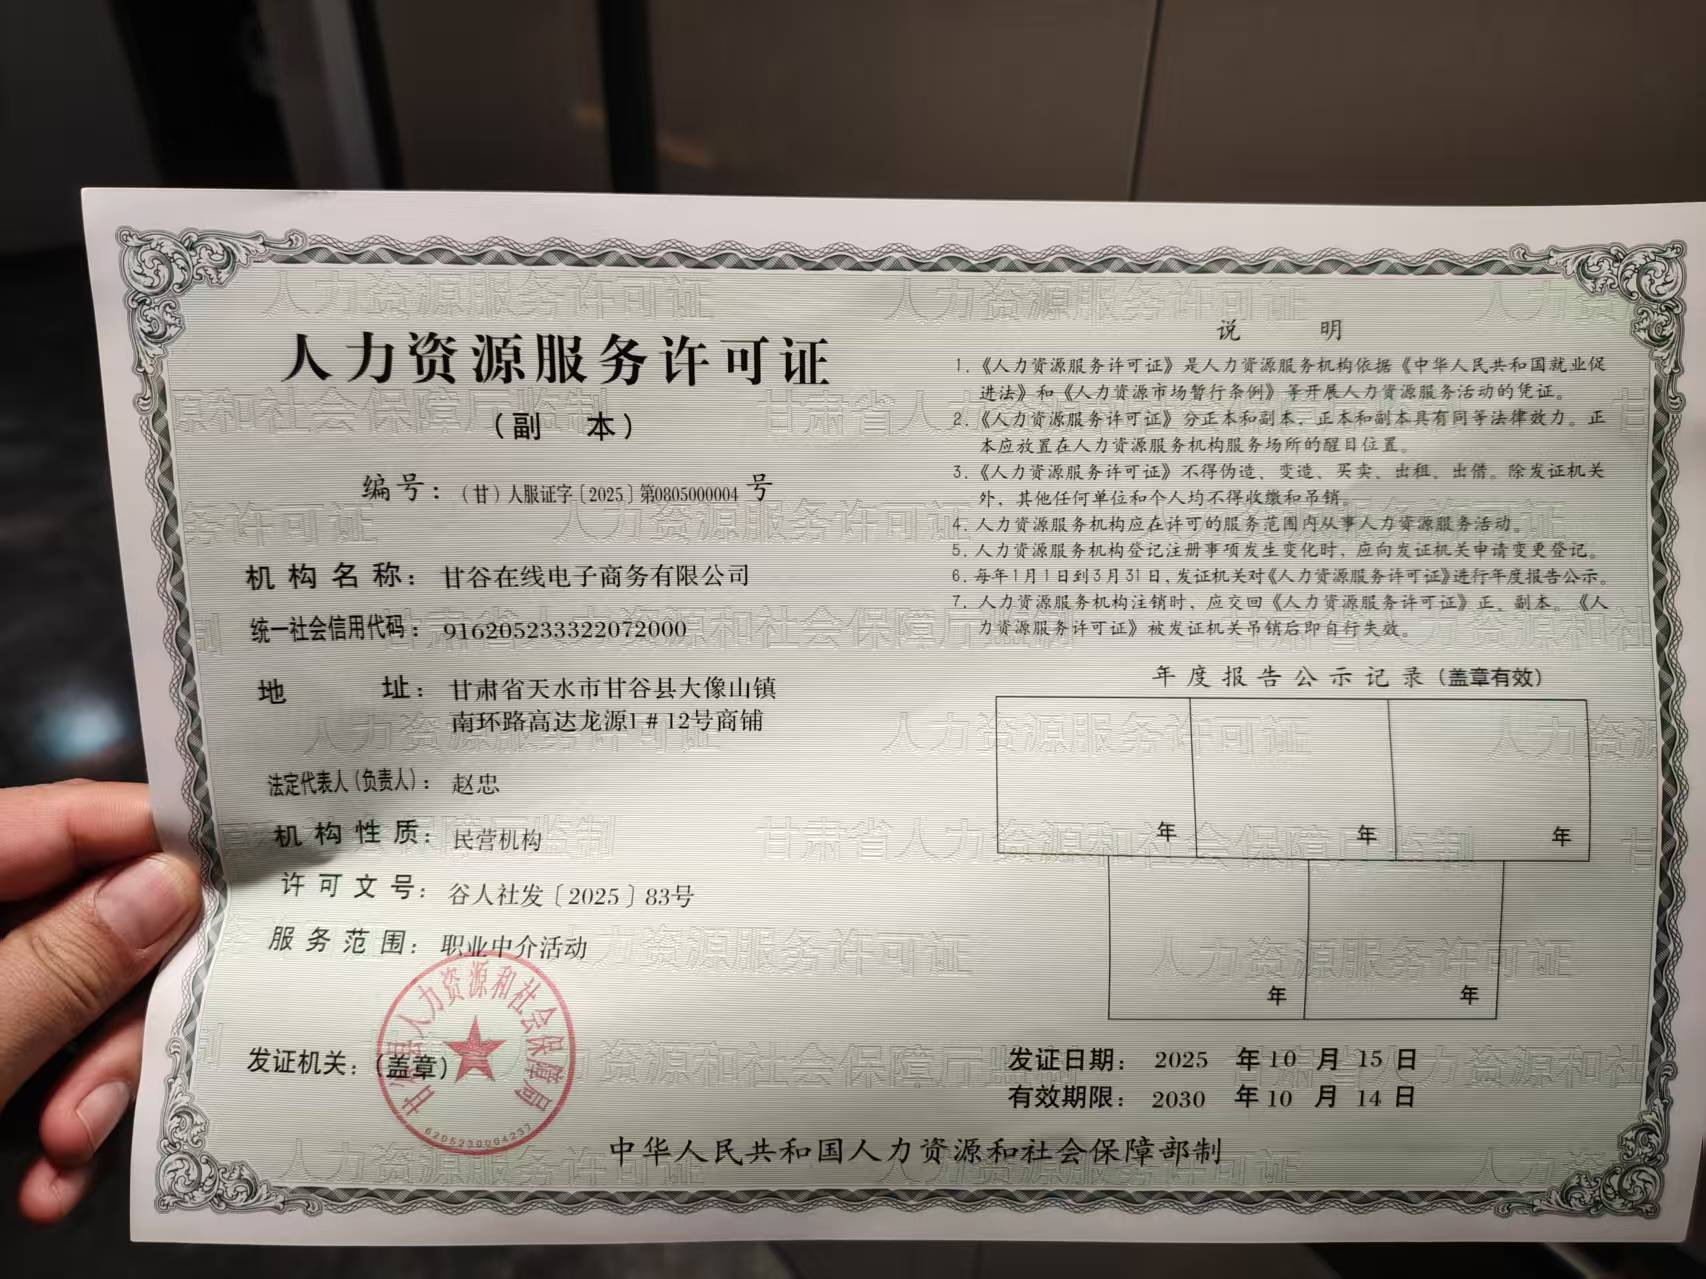 人力资源服务许可证
（副 本）
编号：（甘）人服证字〔2025〕第0805000004号
机构名称：甘谷在线电子商务有限公司
统一社会信用代码：916205233322072000
地 址：甘肃省天水市甘谷县大像山镇
南环路高达龙源1#12号商铺
法定代表人（负责人）：赵忠
机构性质：民营机构
许可文号：谷人社发〔2025〕83号
服务范围：职业中介活动
发证机关：（盖章）
甘谷县人力资源和社会保障局
6205230004237
说 明
1.《人力资源服务许可证》是人力资源服务机构依据《中华人民共和国就业促
进法》和《人力资源市场暂行条例》等开展人力资源服务活动的凭证。
2.《人力资源服务许可证》分正本和副本，正本和副本具有同等法律效力。正
本应放置在人力资源服务机构服务场所的醒目位置。
3.《人力资源服务许可证》不得伪造、变造、买卖、出租、出借。除发证机关
外，其他任何单位和个人均不得收缴和吊销。
4.人力资源服务机构应在许可的服务范围内从事人力资源服务活动。
5.人力资源服务机构登记注册事项发生变化时，应向发证机关申请变更登记。
6.每年1月1日到3月31日，发证机关对《人力资源服务许可证》进行年度报告公示。
7.人力资源服务机构注销时，应交回《人力资源服务许可证》正、副本。《人
力资源服务许可证》被发证机关吊销后即自行失效。
年度报告公示记录（盖章有效）
年 年 年
年 年
发证日期：2025 年 10 月 15 日
有效期限：2030 年 10 月 14 日
中华人民共和国人力资源和社会保障部制